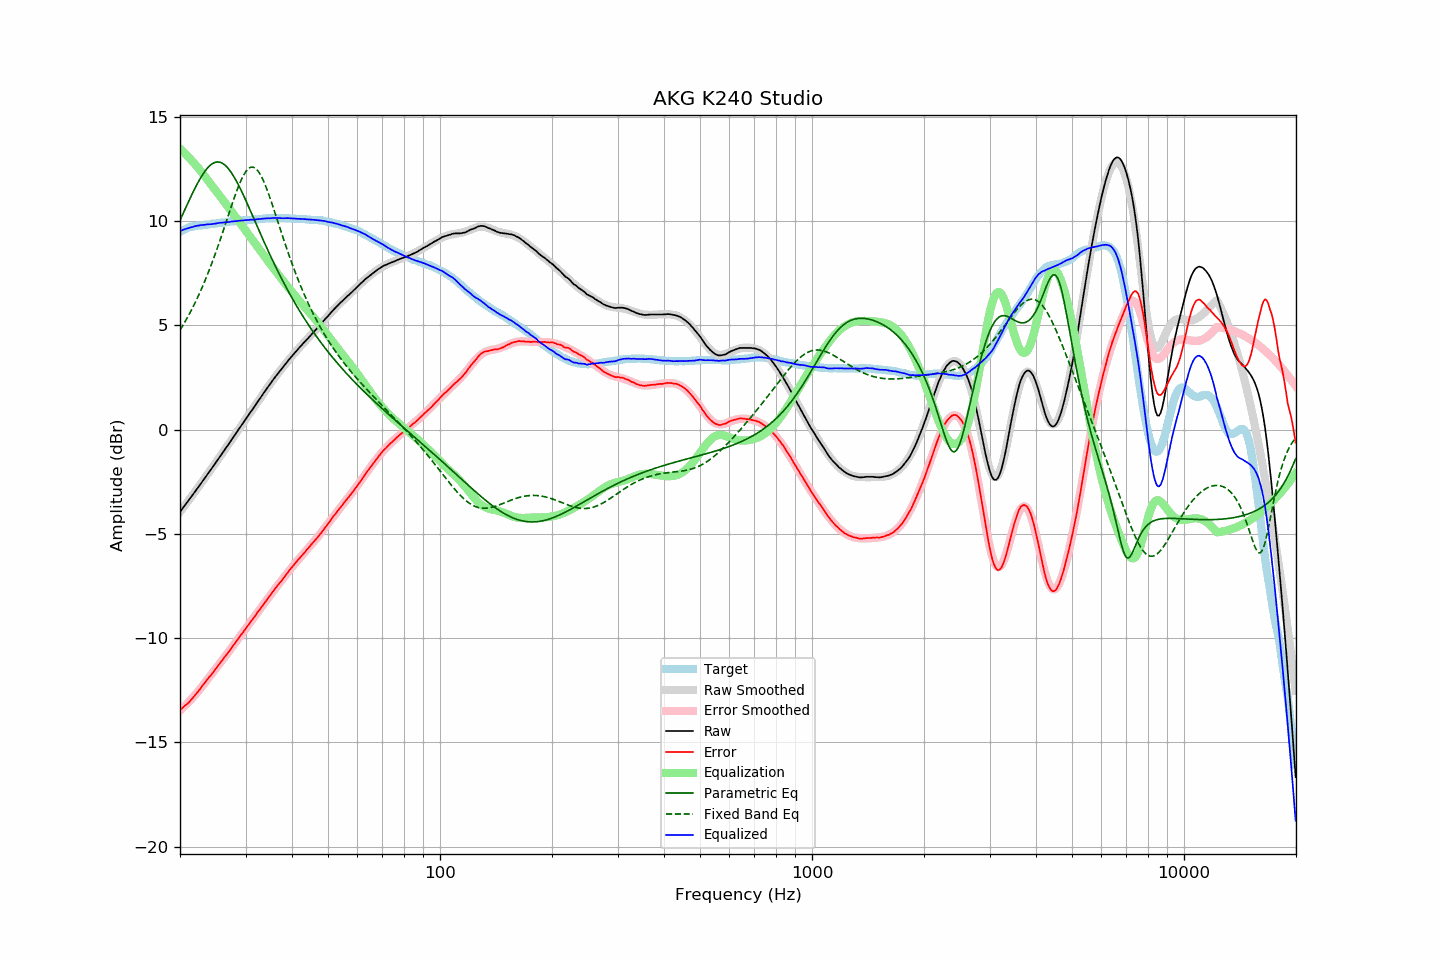 AKG K240 Studio
Amplitude (dBr)
15
10
5
0
−5
−10
−15
−20
Target
Raw Smoothed
Error Smoothed
Raw
Error
Equalization
Parametric Eq
Fixed Band Eq
Equalized
100 1000 10000
Frequency (Hz)